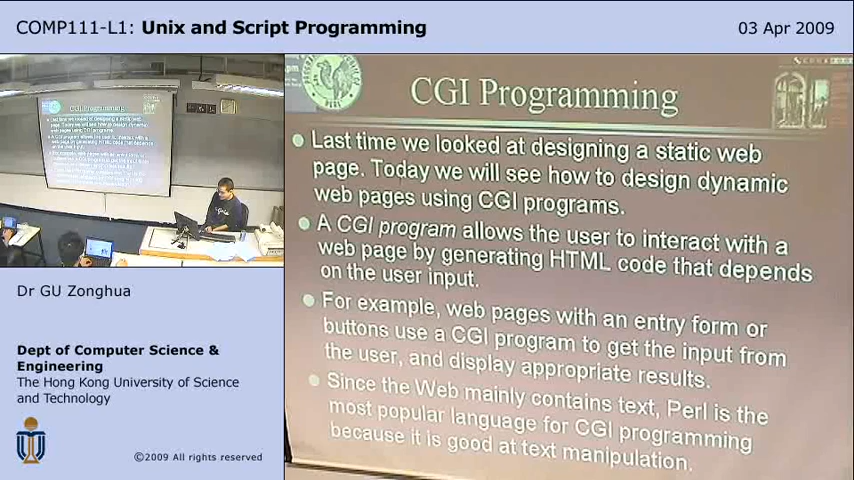 COMP111-L1: Unix and Script Programming
03 Apr 2009
CGI Programming
Last time we looked at designing a static web
page. Today we will see how to design dynamic
web pages using CGI programs.
A CGI program allows the user to interact with a
web page by generating HTML code that depends
on the user input.
For example, web pages with an entry form or
buttons use a CGI program to get the input from
the user, and display appropriate results.
Since the Web mainly contains text, Perl is the
most popular language for CGI programming
because it is good at text manipulation.
Dr GU Zonghua
Dept of Computer Science &
Engineering
The Hong Kong University of Science
and Technology
©2009 All rights reserved